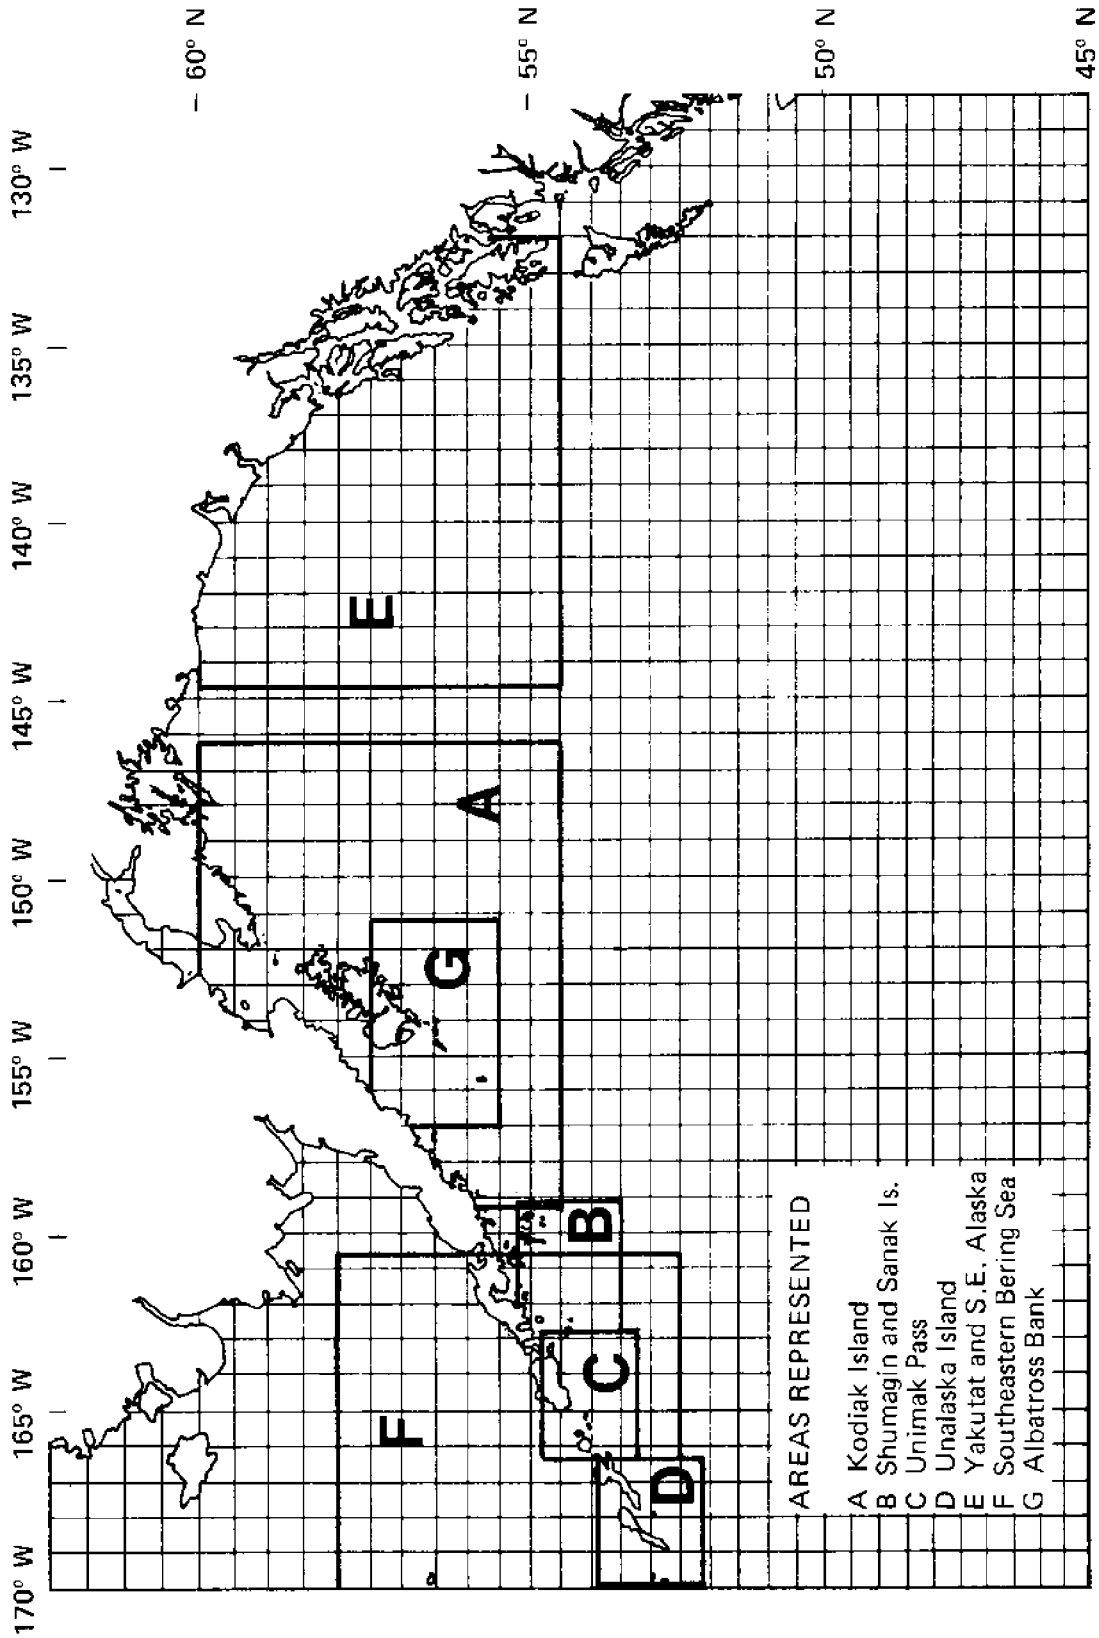 170° W
165° W
160° W
155° W
150° W
145° W
140° W
135° W
130° W
60° N
55° N
50° N
45° N
A
B
C
D
E
F
G
AREAS REPRESENTED
A Kodiak Island
B Shumagin and Sanak Is.
C Unimak Pass
D Unalaska Island
E Yakutat and S.E. Alaska
F Southeastern Bering Sea
G Albatross Bank